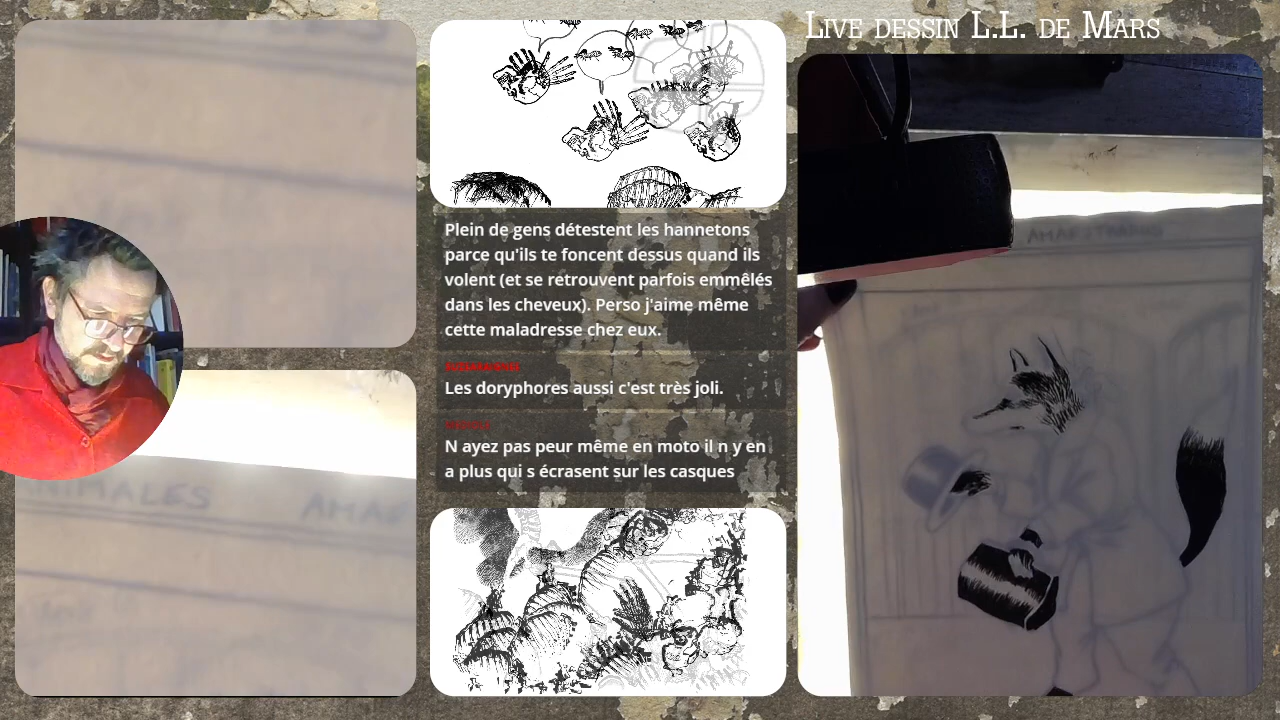 Live dessin L.L. de Mars
Plein de gens détestent les hannetons
parce qu'ils te foncent dessus quand ils
volent (et se retrouvent parfois emmêlés
dans les cheveux). Perso j'aime même
cette maladresse chez eux.
Les doryphores aussi c'est très joli.
N ayez pas peur même en moto il n y en
a plus qui s écrasent sur les casques
NIMALES
AMAS